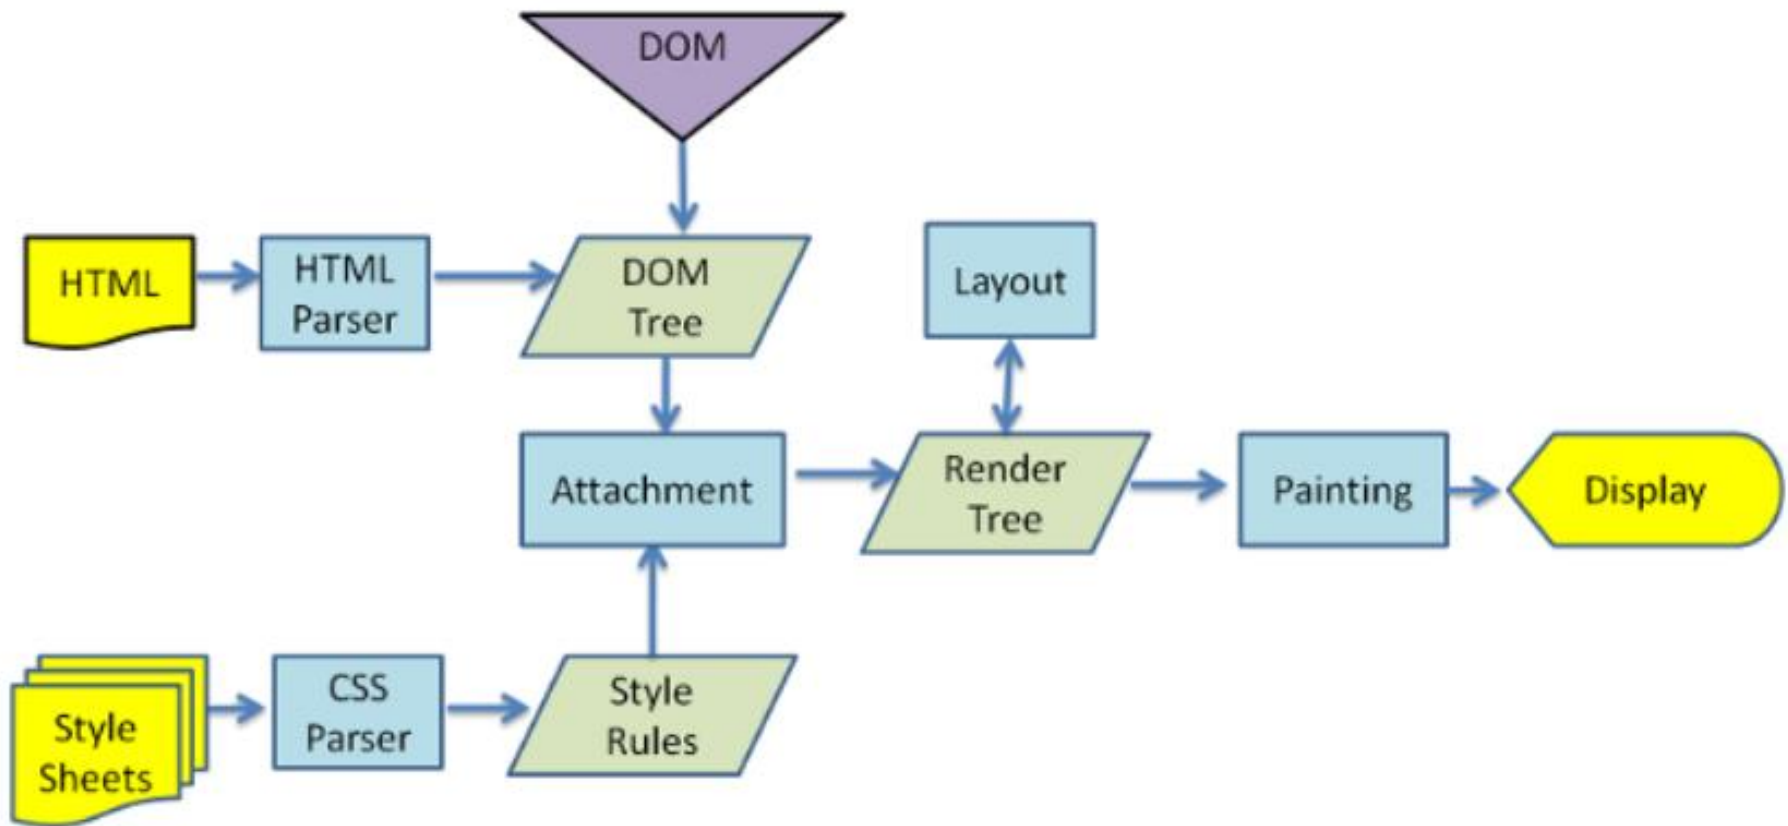 DOM
HTML
HTML
Parser
DOM
Tree
Layout
Attachment
Render
Tree
Painting
Display
Style
Sheets
CSS
Parser
Style
Rules